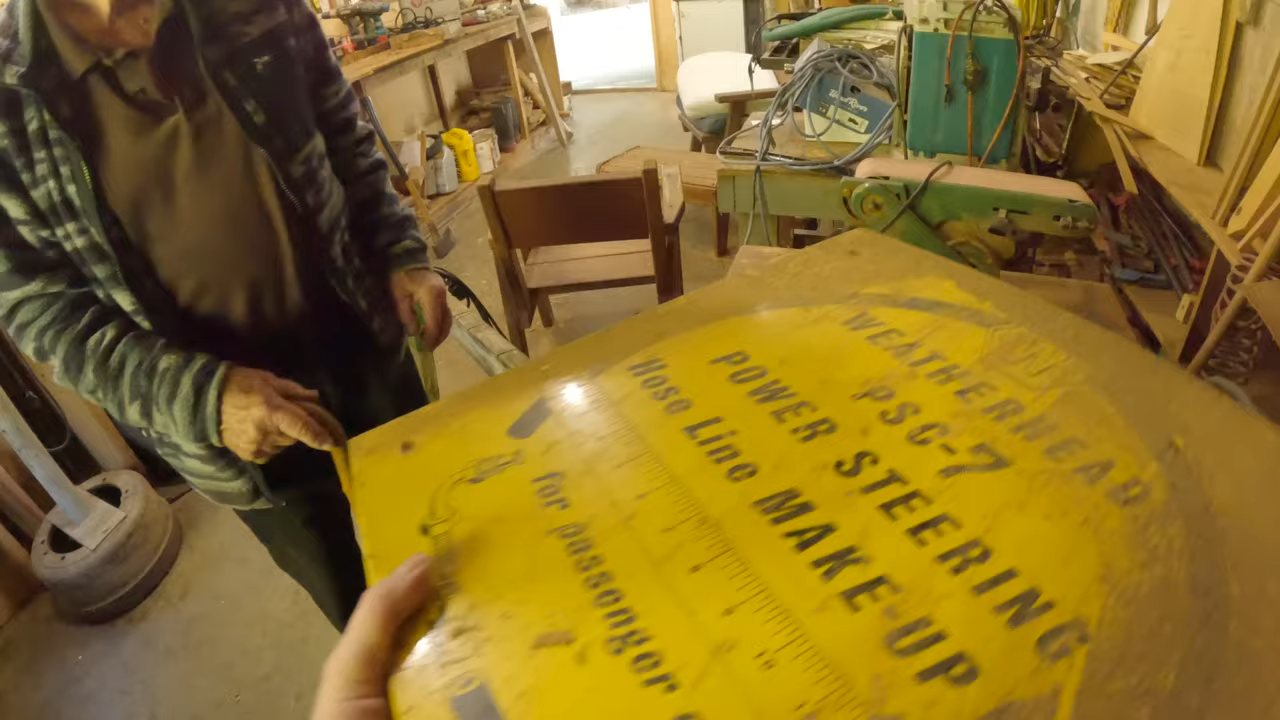 WEATHERHEAD
PSC-7
POWER STEERING
Hose Line MAKE-UP
for passenger